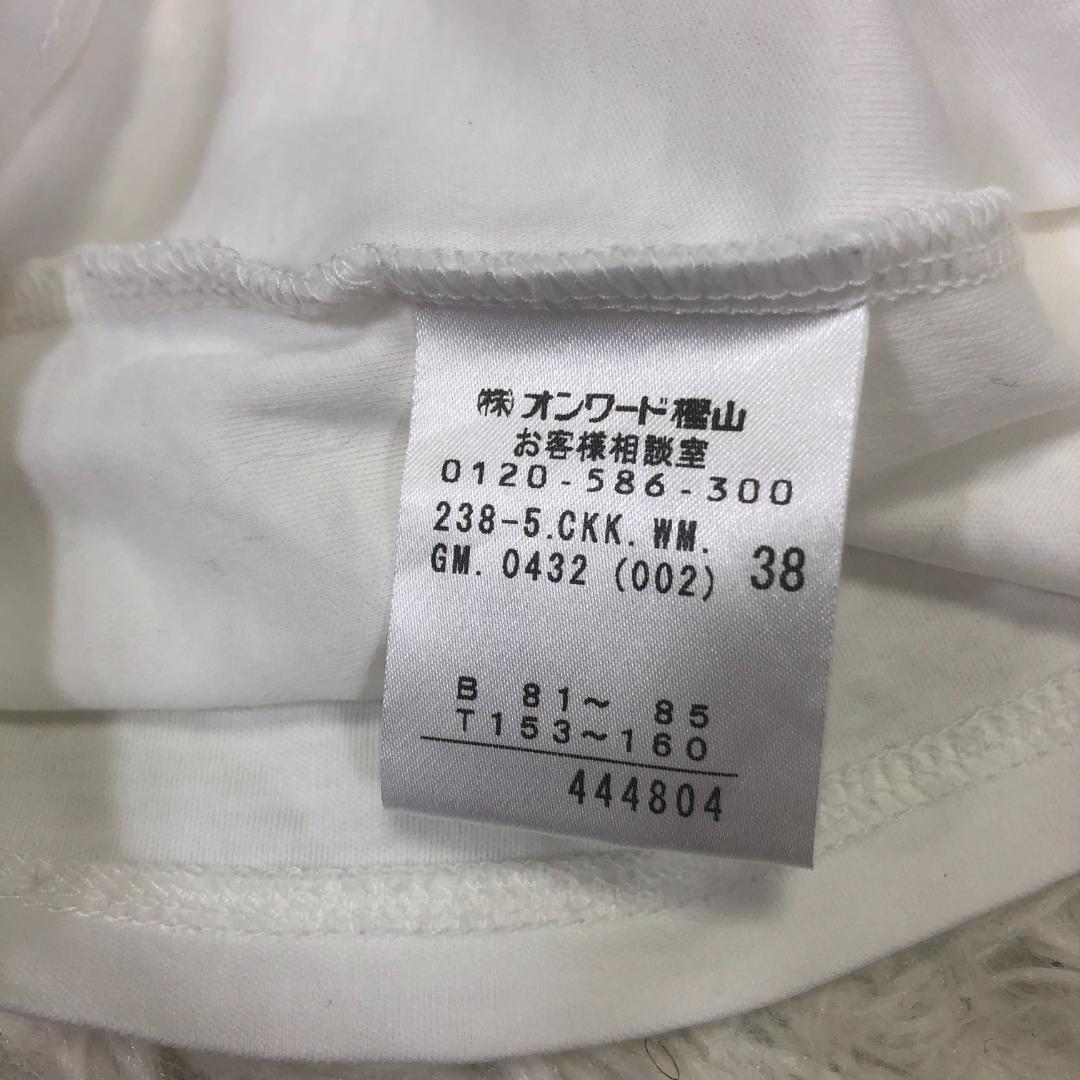 ㈱オンワード樫山
お客様相談室
0120-586-300
238-5.CKK.WM.
GM.0432 (002) 38
B 81～ 85
T153～160
444804